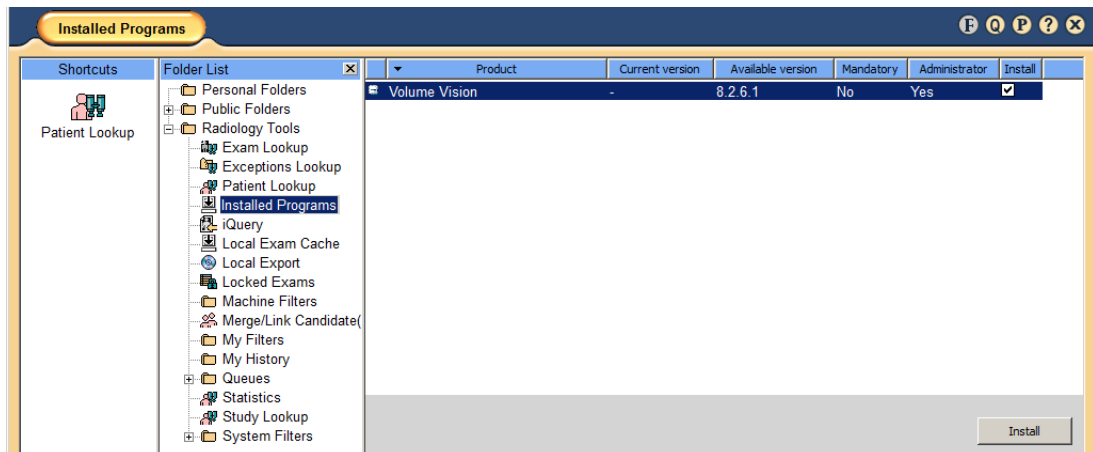 Installed Programs
F Q P ?
Shortcuts
Patient Lookup
Folder List
Personal Folders
Public Folders
Radiology Tools
Exam Lookup
Exceptions Lookup
Patient Lookup
Installed Programs
iQuery
Local Exam Cache
Local Export
Locked Exams
Machine Filters
Merge/Link Candidate(
My Filters
My History
Queues
Statistics
Study Lookup
System Filters
Product Current version Available version Mandatory Administrator Install
Volume Vision - 8.2.6.1 No Yes
Install